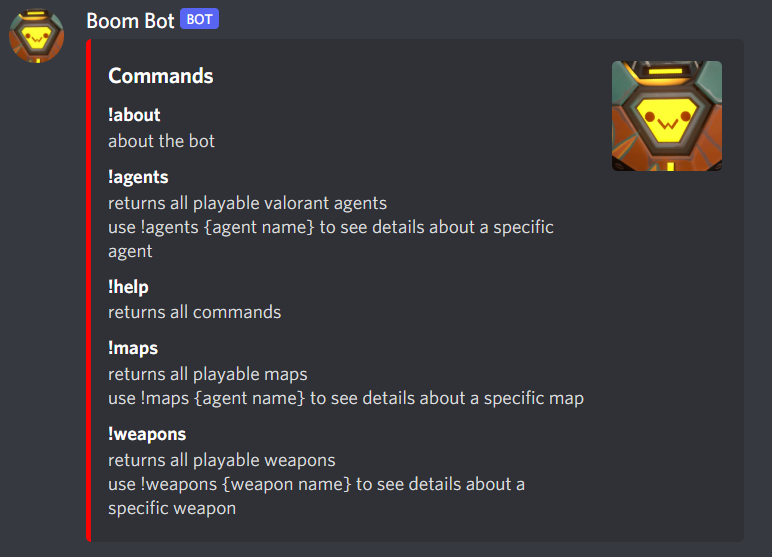 Boom Bot BOT
Commands
!about
about the bot
!agents
returns all playable valorant agents
use !agents {agent name} to see details about a specific
agent
!help
returns all commands
!maps
returns all playable maps
use !maps {agent name} to see details about a specific map
!weapons
returns all playable weapons
use !weapons {weapon name} to see details about a
specific weapon